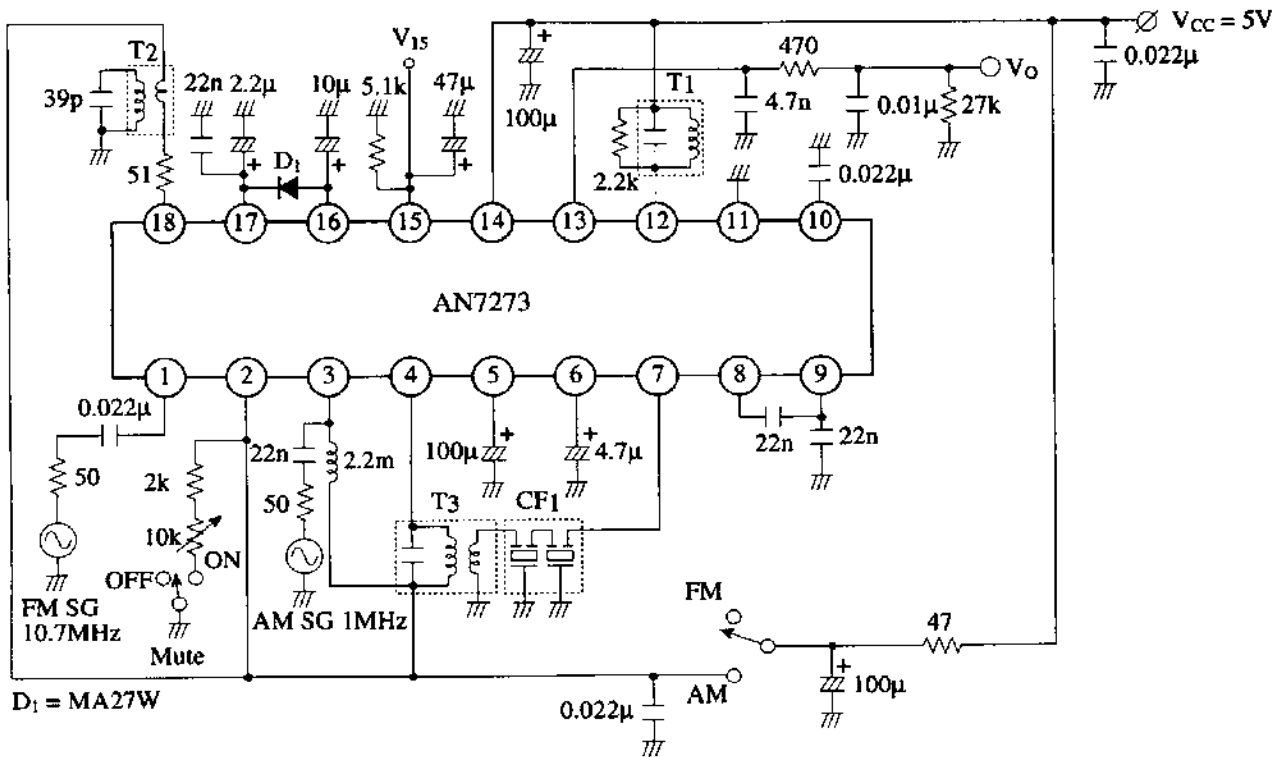 V15
VCC = 5V
T2
22n 2.2µ
10µ
5.1k
47µ
470
VO
0.022µ
39p
T1
100µ
4.7n
0.01µ
27k
51
D1
2.2k
0.022µ
18 17 16 15 14 13 12 11 10
AN7273
1 2 3 4 5 6 7 8 9
0.022µ
50
2k
22n
2.2m
100µ
4.7µ
22n
22n
10k
50
T3
CF1
ON
OFF
FM SG
10.7MHz
AM SG 1MHz
Mute
FM
47
AM
100µ
D1 = MA27W
0.022µ